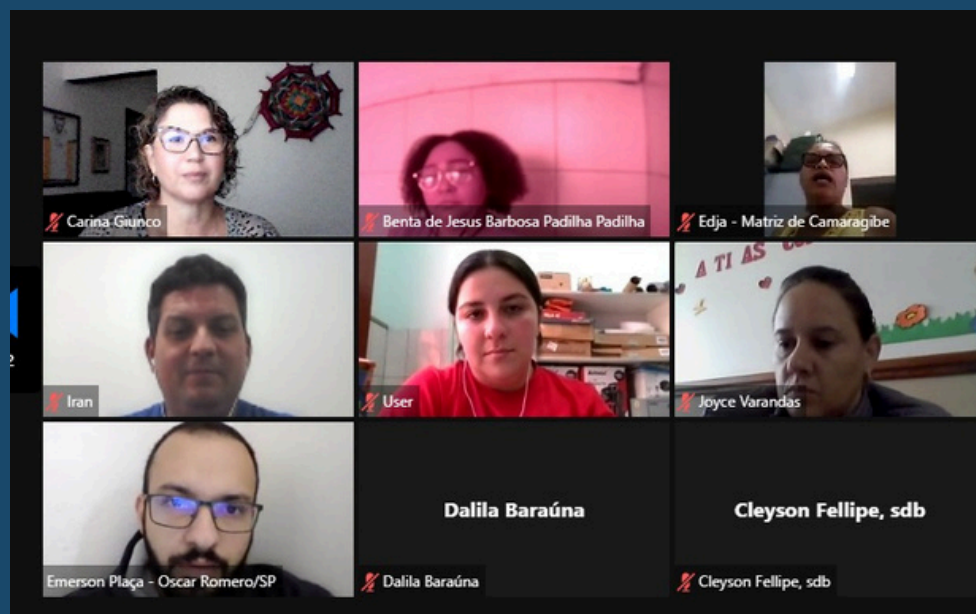 Carina Giunco
Benta de Jesus Barbosa Padilha Padilha
Edja - Matriz de Camaragibe
A TI AS
Iran
User
Joyce Varandas
Dalila Baraúna
Cleyson Fellipe, sdb
Emerson Plaça - Oscar Romero/SP
Dalila Baraúna
Cleyson Fellipe, sdb